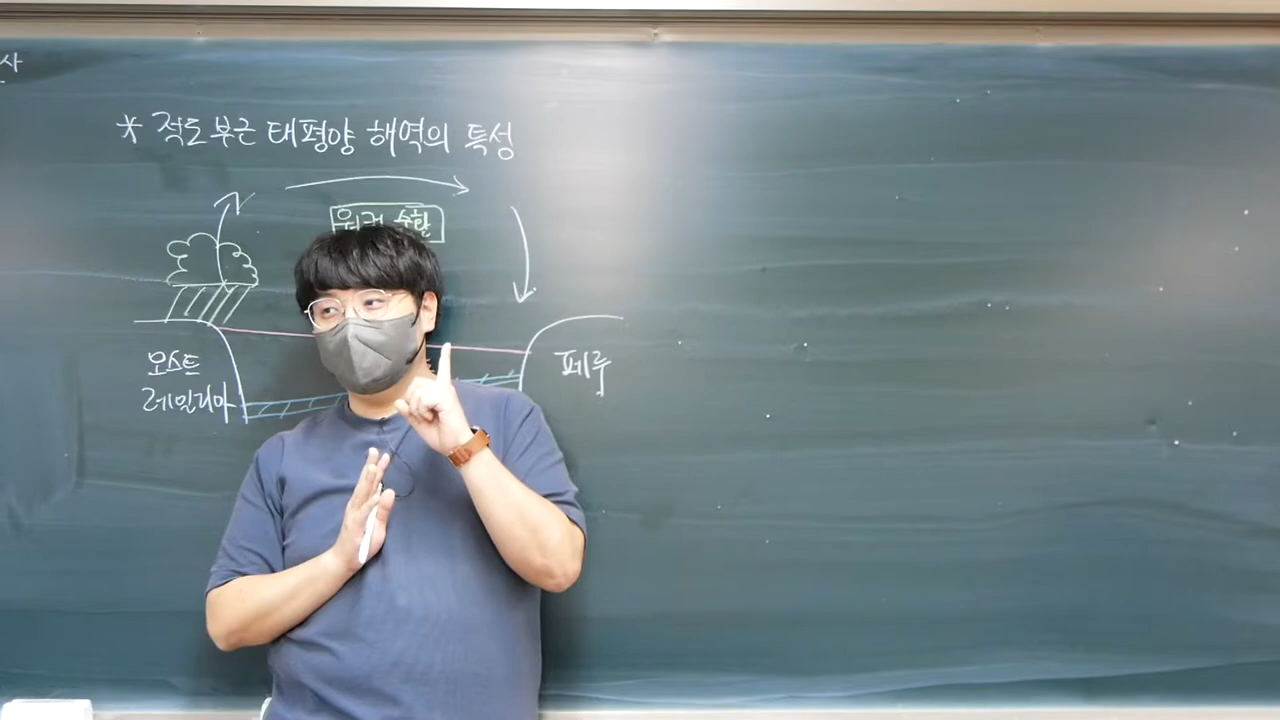 사
* 적도 부근 태평양 해역의 특성
워커 순환
오스트
레일리아
페루